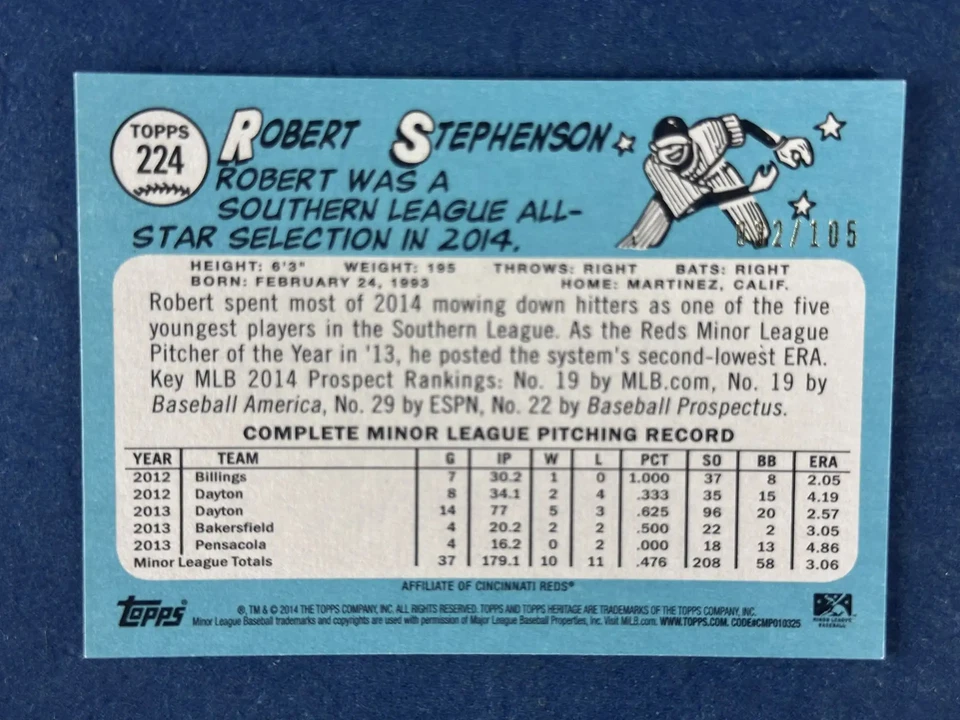 TOPPS
224
ROBERT STEPHENSON
ROBERT WAS A
SOUTHERN LEAGUE ALL-
STAR SELECTION IN 2014.
2/105
HEIGHT: 6'3" WEIGHT: 195 THROWS: RIGHT BATS: RIGHT
BORN: FEBRUARY 24, 1993 HOME: MARTINEZ, CALIF.
Robert spent most of 2014 mowing down hitters as one of the five
youngest players in the Southern League. As the Reds Minor League
Pitcher of the Year in '13, he posted the system's second-lowest ERA.
Key MLB 2014 Prospect Rankings: No. 19 by MLB.com, No. 19 by
Baseball America, No. 29 by ESPN, No. 22 by Baseball Prospectus.
COMPLETE MINOR LEAGUE PITCHING RECORD
YEAR TEAM G IP W L PCT SO BB ERA
2012 Billings 7 30.2 1 0 1.000 37 8 2.05
2012 Dayton 8 34.1 2 4 .333 35 15 4.19
2013 Dayton 14 77 5 3 .625 96 20 2.57
2013 Bakersfield 4 20.2 2 2 .500 22 2 3.05
2013 Pensacola 4 16.2 0 2 .000 18 13 4.86
Minor League Totals 37 179.1 10 11 .476 208 58 3.06
AFFILIATE OF CINCINNATI REDS®
TOPPS®
®, TM & © 2014 THE TOPPS COMPANY, INC. ALL RIGHTS RESERVED. TOPPS AND TOPPS HERITAGE ARE TRADEMARKS OF THE TOPPS COMPANY, INC.
Minor League Baseball trademarks and copyrights are used with permission of Major League Baseball Properties, Inc. Visit MiLB.com. WWW.TOPPS.COM. CODE#CMP010325
MINOR LEAGUE
BASEBALL